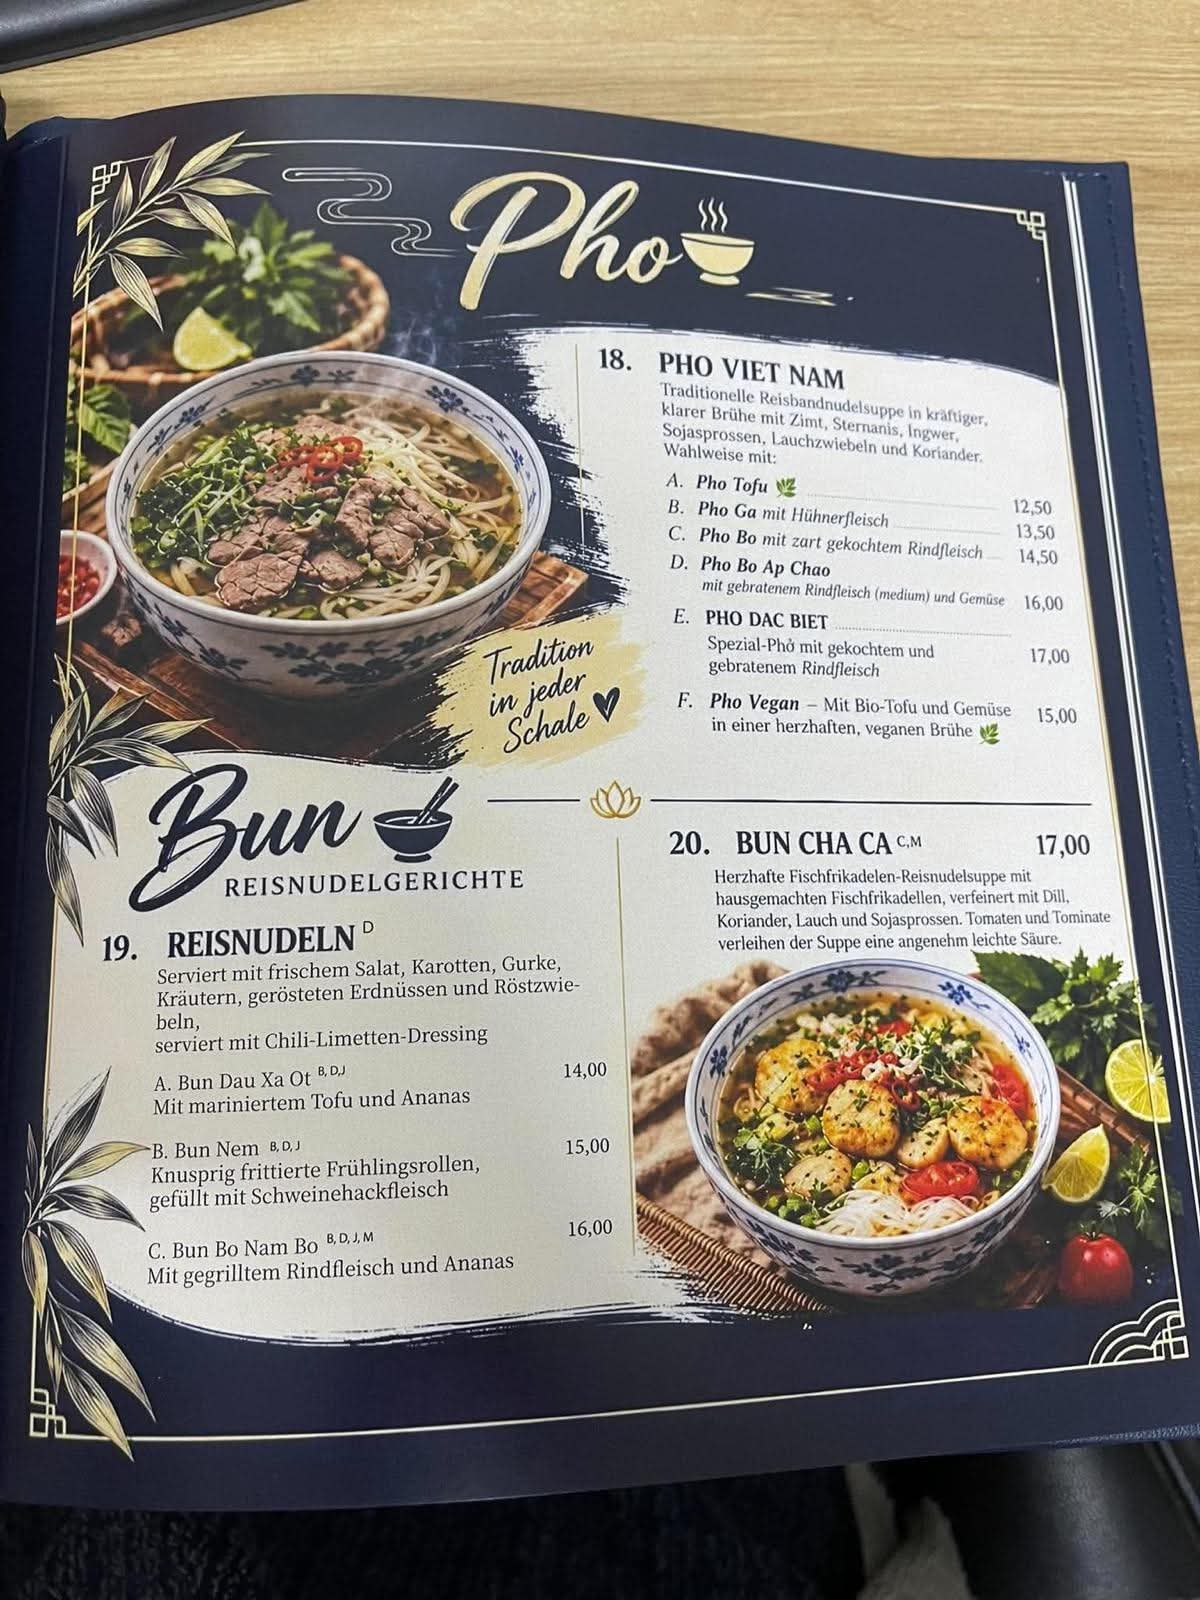 Pho
18. PHO VIET NAM
Traditionelle Reisbandnudelsuppe in kräftiger,
klarer Brühe mit Zimt, Sternanis, Ingwer,
Sojasprossen, Lauchzwiebeln und Koriander.
Wahlweise mit:
A. Pho Tofu 12,50
B. Pho Ga mit Hühnerfleisch 13,50
C. Pho Bo mit zart gekochtem Rindfleisch 14,50
D. Pho Bo Ap Chao
mit gebratenem Rindfleisch (medium) und Gemüse 16,00
E. PHO DAC BIET
Spezial-Phở mit gekochtem und 17,00
gebratenem Rindfleisch
F. Pho Vegan – Mit Bio-Tofu und Gemüse 15,00
in einer herzhaften, veganen Brühe
Tradition
in jeder
Schale
Bun
REISNUDELGERICHTE
19. REISNUDELN D
Serviert mit frischem Salat, Karotten, Gurke,
Kräutern, gerösteten Erdnüssen und Röstzwie-
beln,
serviert mit Chili-Limetten-Dressing
A. Bun Dau Xa Ot B,D,J 14,00
Mit mariniertem Tofu und Ananas
B. Bun Nem B,D,J 15,00
Knusprig frittierte Frühlingsrollen,
gefüllt mit Schweinehackfleisch
C. Bun Bo Nam Bo B,D,J,M 16,00
Mit gegrilltem Rindfleisch und Ananas
20. BUN CHA CA C,M 17,00
Herzhafte Fischfrikadelen-Reisnudelsuppe mit
hausgemachten Fischfrikadellen, verfeinert mit Dill,
Koriander, Lauch und Sojasprossen. Tomaten und Tominate
verleihen der Suppe eine angenehm leichte Säure.